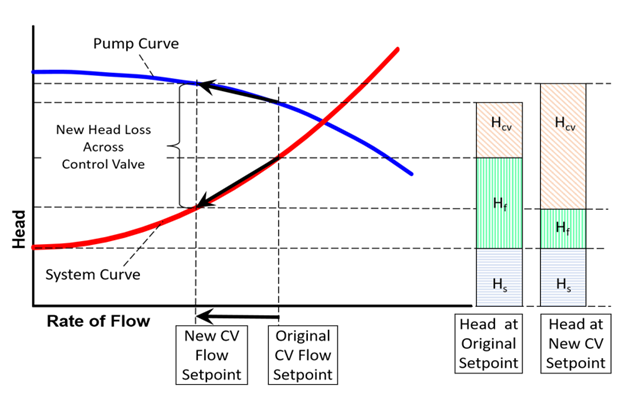 Pump Curve
New Head Loss
Across
Control Valve
Head
System Curve
Rate of Flow
New CV
Flow
Setpoint
Original
CV Flow
Setpoint
Hcv
Hf
Hs
Head at
Original
Setpoint
Hcv
Hf
Hs
Head at
New CV
Setpoint